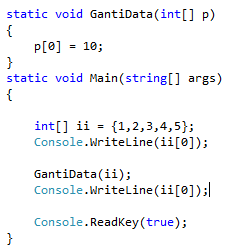 static void GantiData(int[] p)
{
    p[0] = 10;
}
static void Main(string[] args)
{
    int[] ii = {1,2,3,4,5};
    Console.WriteLine(ii[0]);
    GantiData(ii);
    Console.WriteLine(ii[0]);
    Console.ReadKey(true);
}